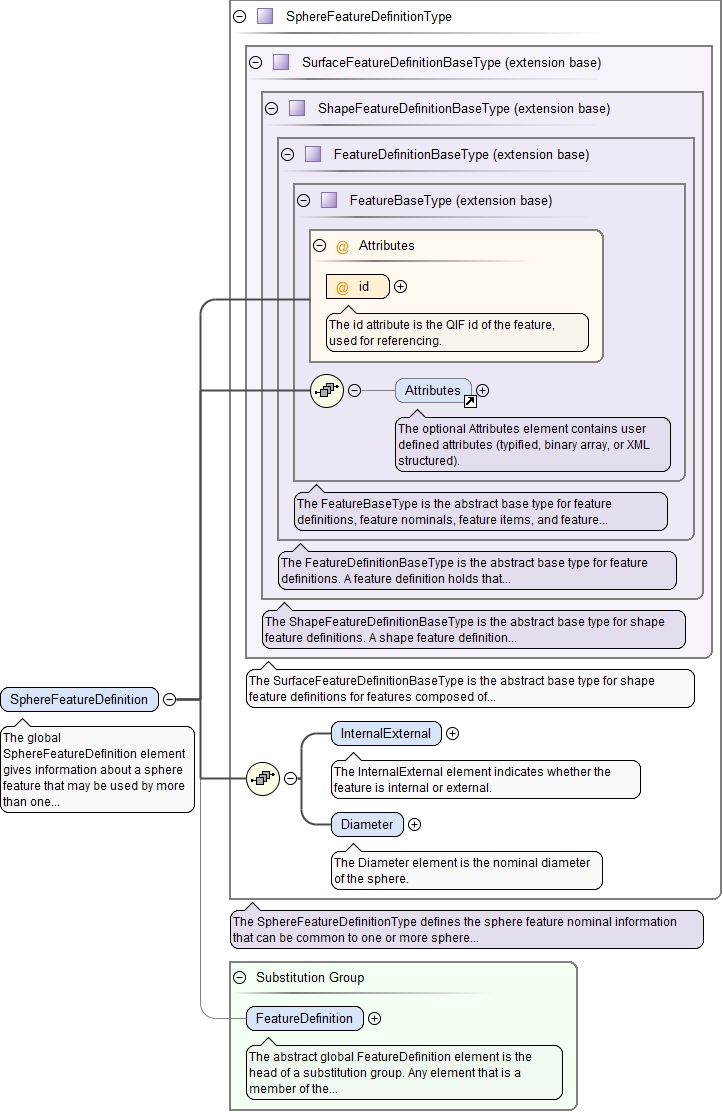 SphereFeatureDefinitionType
SurfaceFeatureDefinitionBaseType (extension base)
ShapeFeatureDefinitionBaseType (extension base)
FeatureDefinitionBaseType (extension base)
FeatureBaseType (extension base)
@ Attributes
@ id
The id attribute is the QIF id of the feature,
used for referencing.
Attributes
The optional Attributes element contains user
defined attributes (typified, binary array, or XML
structured).
The FeatureBaseType is the abstract base type for feature
definitions, feature nominals, feature items, and feature...
The FeatureDefinitionBaseType is the abstract base type for feature
definitions. A feature definition holds that...
The ShapeFeatureDefinitionBaseType is the abstract base type for shape
feature definitions. A shape feature definition...
The SurfaceFeatureDefinitionBaseType is the abstract base type for shape
feature definitions for features composed of...
SphereFeatureDefinition
The global
SphereFeatureDefinition element
gives information about a sphere
feature that may be used by more
than one...
InternalExternal
The InternalExternal element indicates whether the
feature is internal or external.
Diameter
The Diameter element is the nominal diameter
of the sphere.
The SphereFeatureDefinitionType defines the sphere feature nominal information
that can be common to one or more sphere...
Substitution Group
FeatureDefinition
The abstract global FeatureDefinition element is the
head of a substitution group. Any element that is a
member of the...